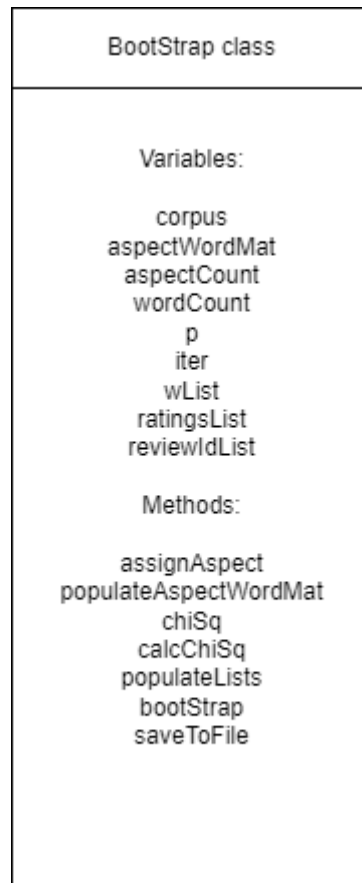 BootStrap class
Variables:
corpus
aspectWordMat
aspectCount
wordCount
p
iter
wList
ratingsList
reviewIdList
Methods:
assignAspect
populateAspectWordMat
chiSq
calcChiSq
populateLists
bootStrap
saveToFile